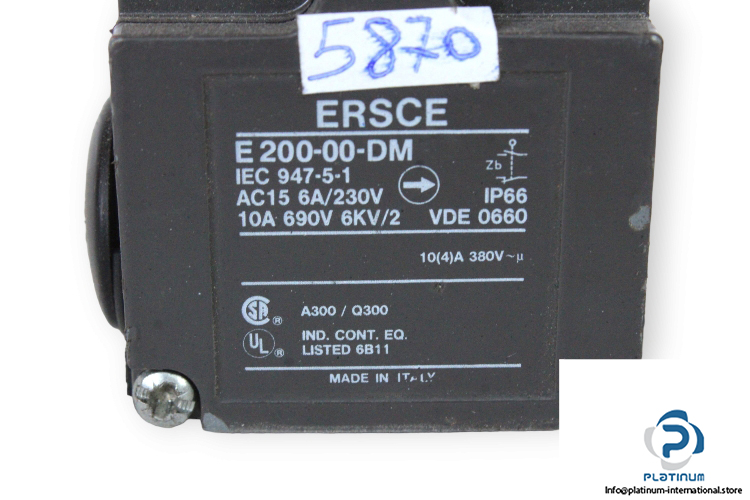 5870
ERSCE
E 200-00-DM
IEC 947-5-1
AC15 6A/230V
IP66
10A 690V 6KV/2 VDE 0660
Zb
10(4)A 380V~µ
SA ® A300 / Q300
UL ® IND. CONT. EQ.
LISTED 6B11
MADE IN ITALY
P
PLATINUM
Info@platinum-international.store